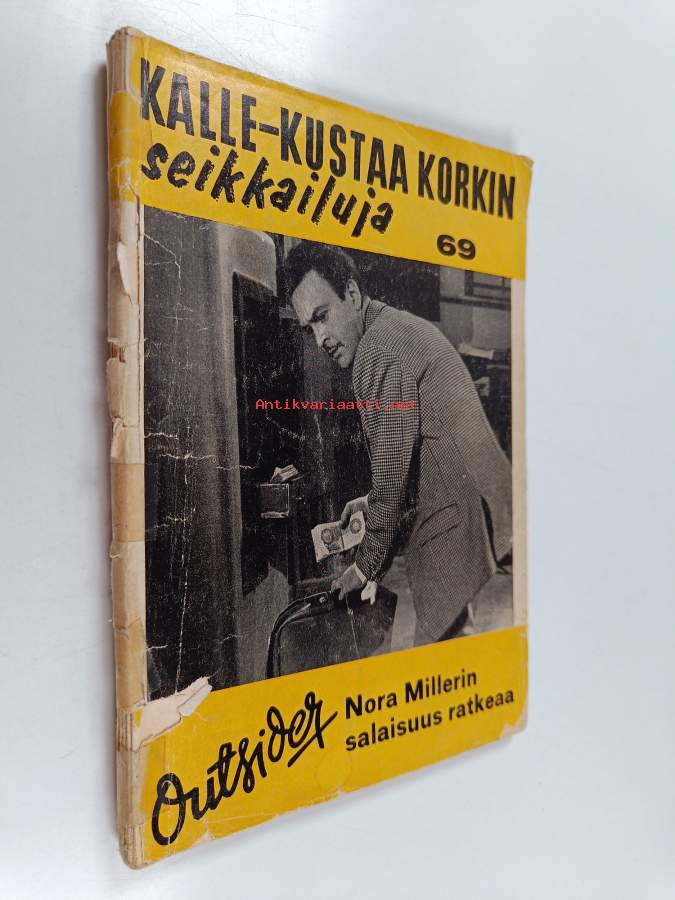 KALLE-KUSTAA KORKIN
seikkailuja
69
Antikvariaatti.net
Outsider
Nora Millerin
salaisuus ratkeaa